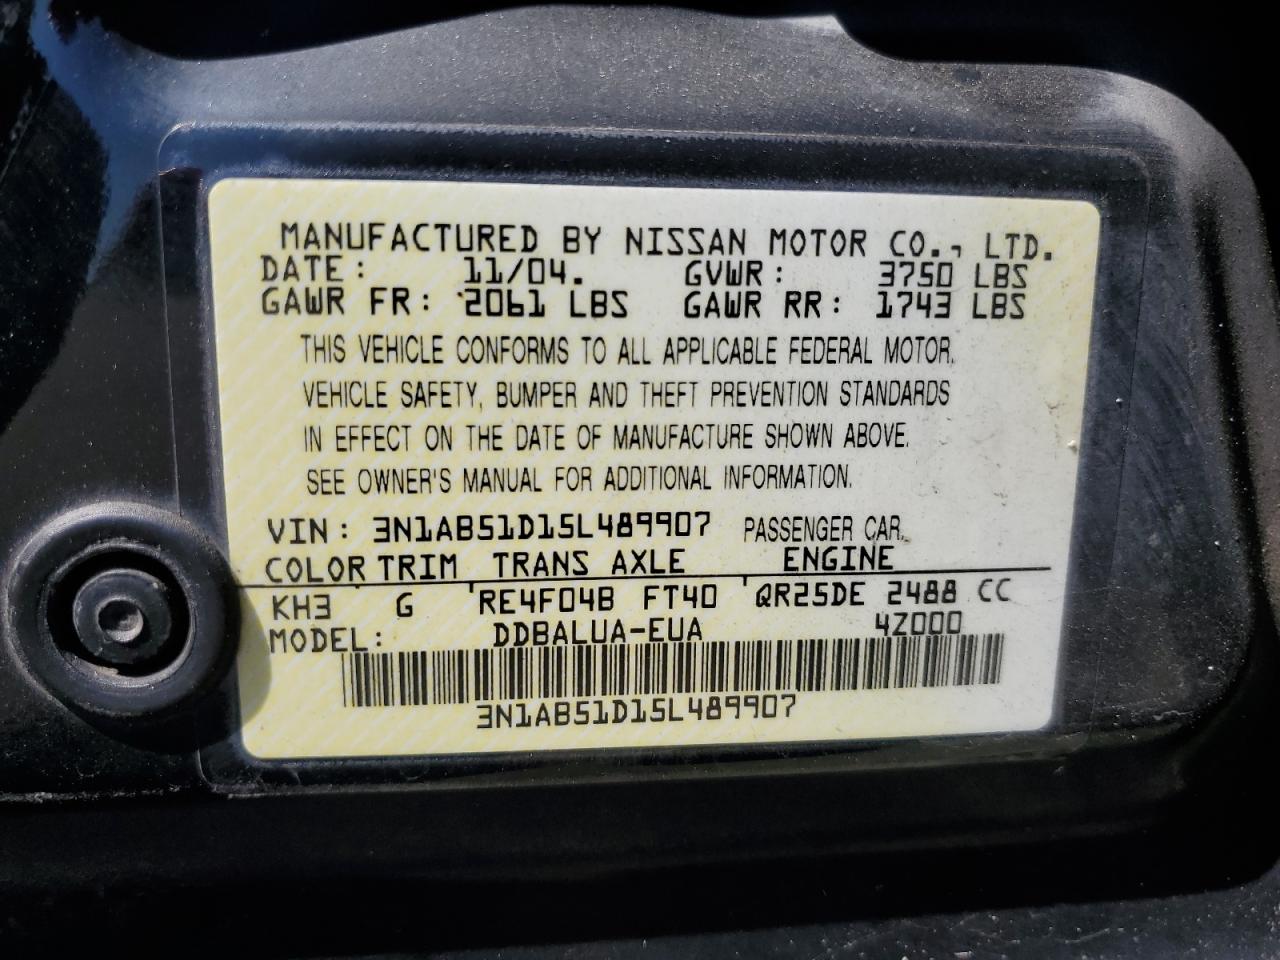 MANUFACTURED BY NISSAN MOTOR CO., LTD.
DATE: 11/04. GVWR: 3750 LBS
GAWR FR: 2061 LBS GAWR RR: 1743 LBS
THIS VEHICLE CONFORMS TO ALL APPLICABLE FEDERAL MOTOR
VEHICLE SAFETY, BUMPER AND THEFT PREVENTION STANDARDS
IN EFFECT ON THE DATE OF MANUFACTURE SHOWN ABOVE.
SEE OWNER'S MANUAL FOR ADDITIONAL INFORMATION.
VIN: 3N1AB51D15L489907 PASSENGER CAR.
COLOR TRIM TRANS AXLE ENGINE
KH3 G RE4F04B FT40 QR25DE 2488 CC
MODEL: DDBALUA-EUA 4Z000
3N1AB51D15L489907